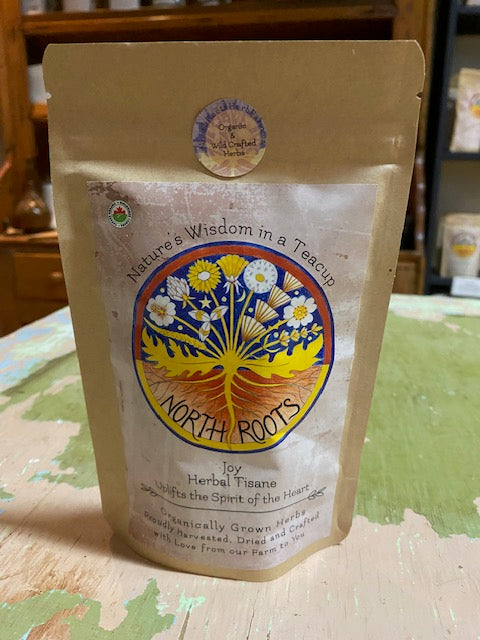 Organic
&
Wild Crafted
Herbs
Nature's Wisdom in a Teacup
NORTH ROOTS
Joy
Herbal Tisane
Uplifts the Spirit of the Heart
Organically Grown Herbs
Proudly Harvested, Dried and Crafted
with Love from our Farm to You